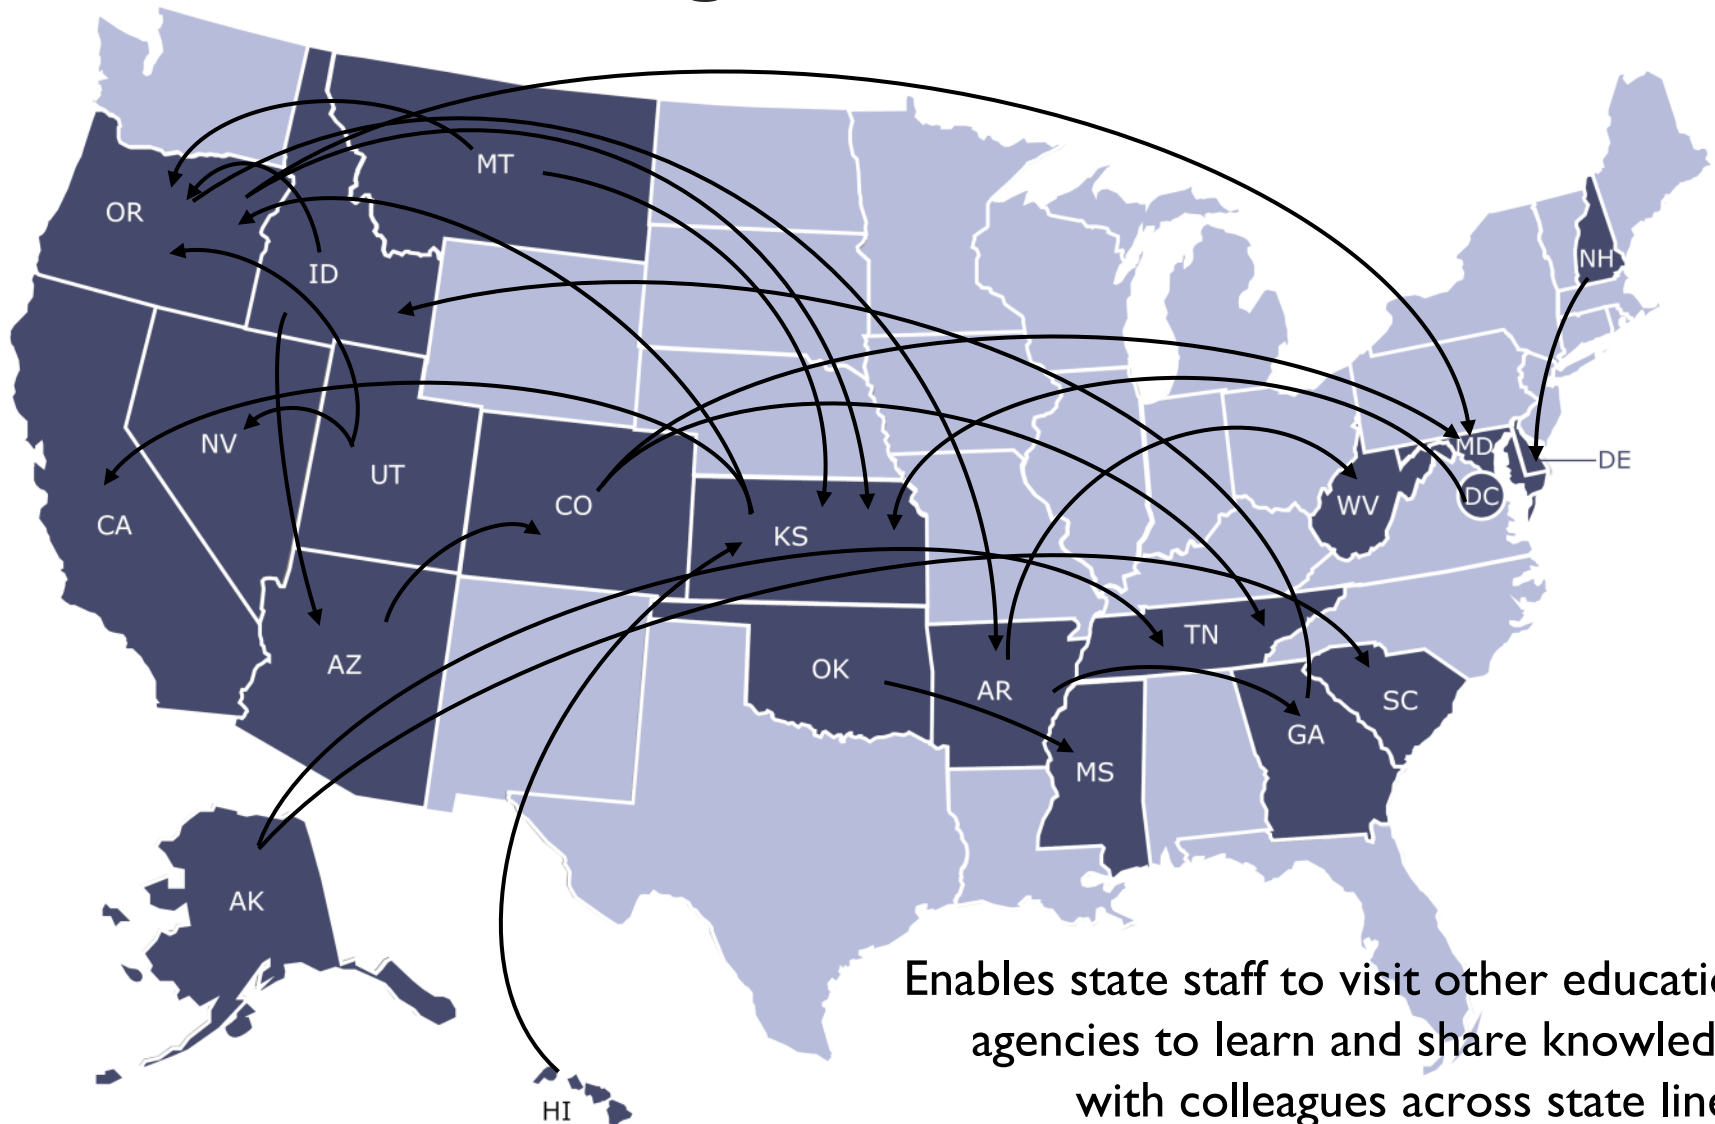 MT
OR
NH
ID
NV
MD
DE
UT
DC
CO
WV
CA
KS
TN
AZ
OK
AR
SC
GA
MS
AK
Enables state staff to visit other educati
agencies to learn and share knowled
with colleagues across state line
HI